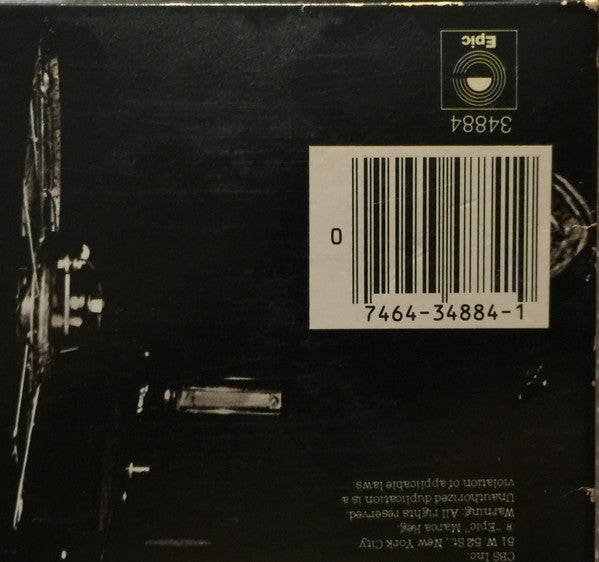 Epic
34884
0
7464-34884-1
CBS Inc.
51 W. 52 St., New York City
® "Epic" Marca Reg.
Warning: All rights reserved.
Unauthorized duplication is a
violation of applicable laws.